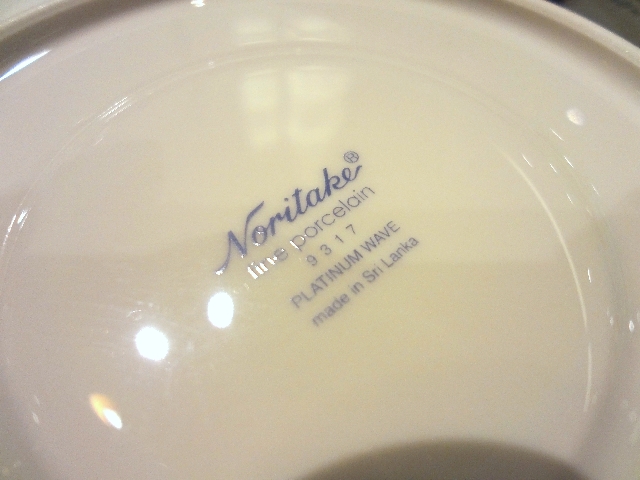 Noritake®
fine porcelain
9317
PLATINUM WAVE
made in Sri Lanka